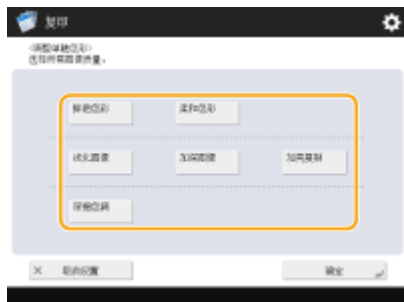 复印
<调整单触色彩>
选择所需图像质量。
鲜艳色彩
柔和色彩
淡化图像
加深图像
加亮复制
深褐色调
取消设置
确定